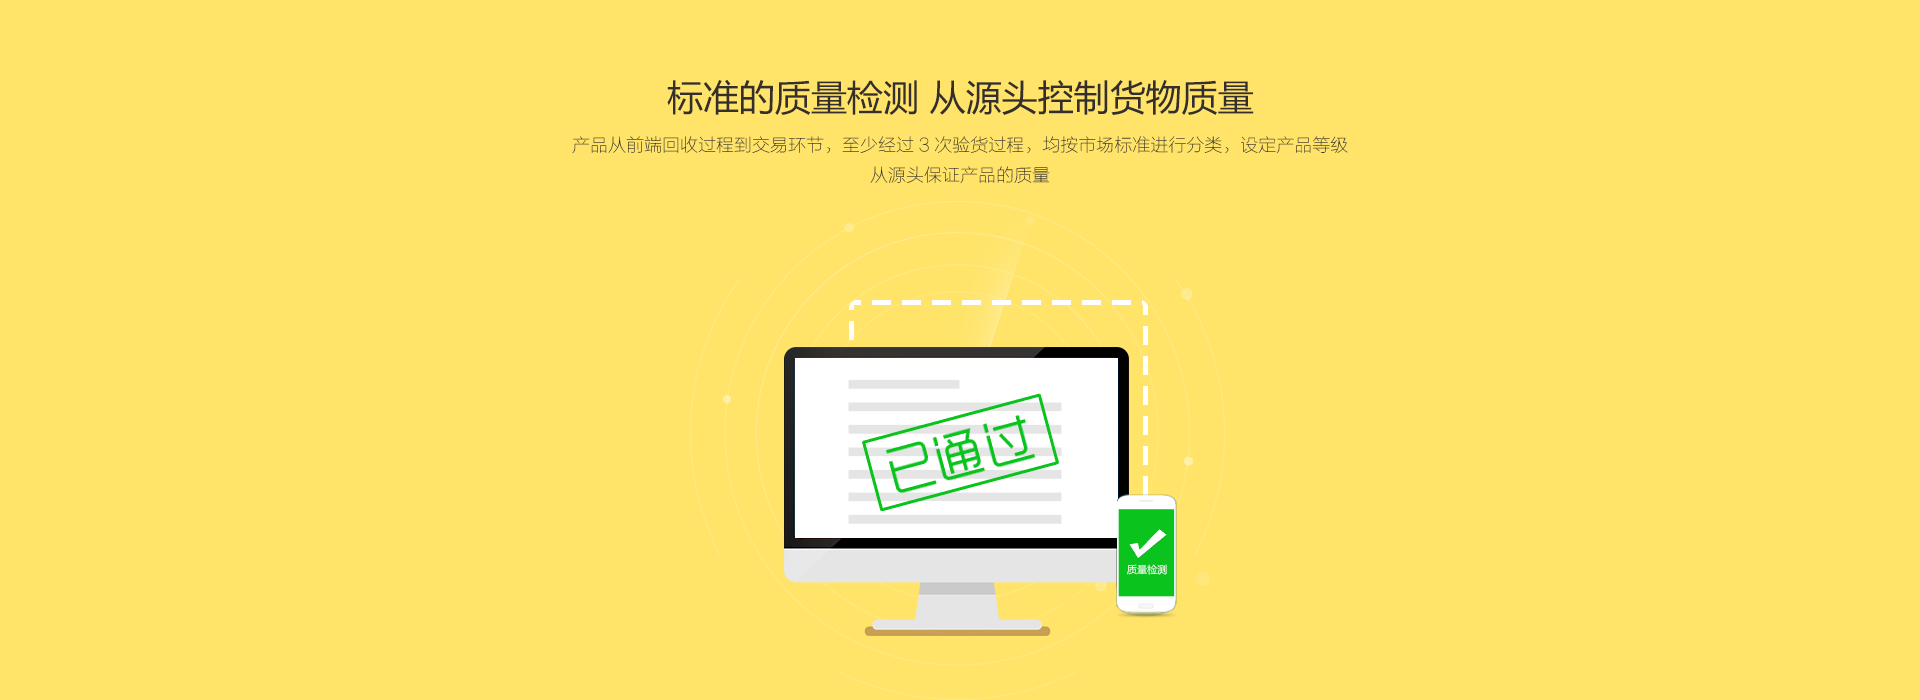 标准的质量检测 从源头控制货物质量
产品从前端回收过程到交易环节，至少经过 3 次验货过程，均按市场标准进行分类，设定产品等级
从源头保证产品的质量
已通过
质量检测